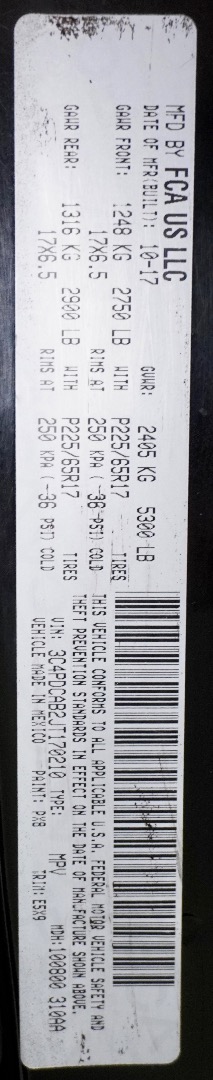 MFD BY FCA US LLC
DATE OF MFR(BUILT): 10-17 GVWR: 2405 KG 5300 LB
GAWR FRONT: 1248 KG 2750 LB WITH P225/65R17 TIRES
17X6.5 RIMS AT 250 KPA ( 36 PSI) COLD
GAWR REAR: 1316 KG 2900 LB WITH P225/65R17 TIRES
17X6.5 RIMS AT 250 KPA ( 36 PSI) COLD
THIS VEHICLE CONFORMS TO ALL APPLICABLE U.S.A. FEDERAL MOTOR VEHICLE SAFETY AND
THEFT PREVENTION STANDARDS IN EFFECT ON THE DATE OF MANUFACTURE SHOWN ABOVE.
VIN: 3C4PDCAB2JT170210 TYPE: MPV MDH:100800 310AA
VEHICLE MADE IN MEXICO PAINT: PX8 TRIM: E5X9